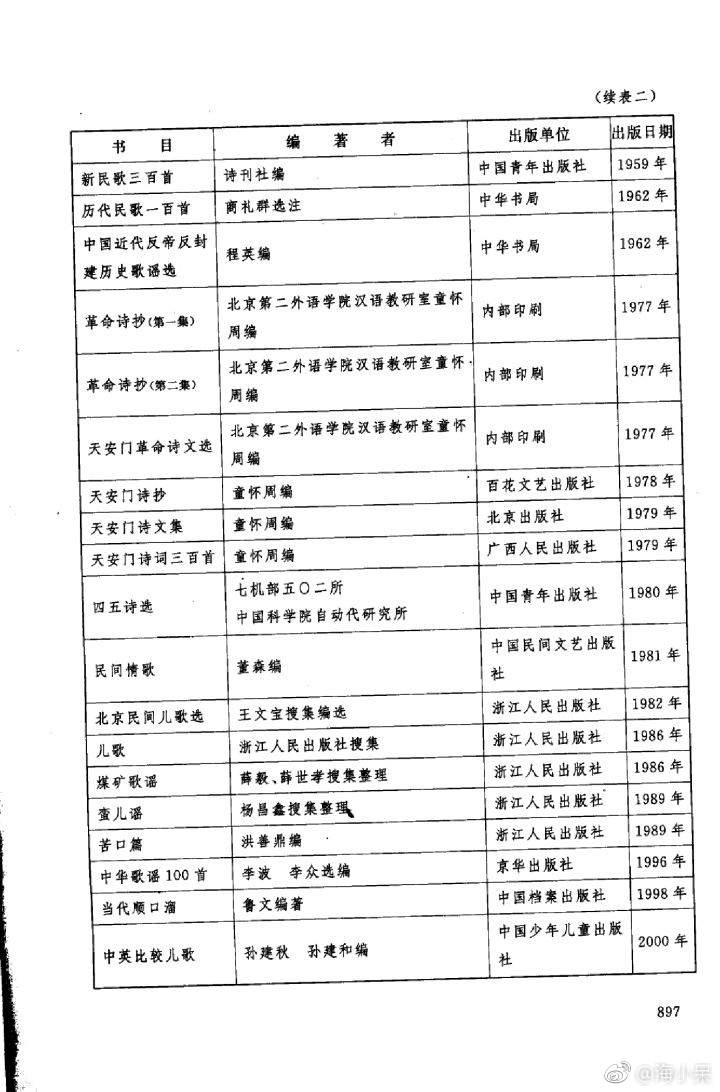 （续表二）
书 目 编 著 者 出版单位 出版日期
新民歌三百首 诗刊社编 中国青年出版社 1959 年
历代民歌一百首 商礼群选注 中华书局 1962 年
中国近代反帝反封
建历史歌谣选 程英编 中华书局 1962 年
革命诗抄(第一集) 北京第二外语学院汉语教研室童怀
周编 内部印刷 1977 年
革命诗抄(第二集) 北京第二外语学院汉语教研室童怀
周编 内部印刷 1977 年
天安门革命诗文选 北京第二外语学院汉语教研室童怀
周编 内部印刷 1977 年
天安门诗抄 童怀周编 百花文艺出版社 1978 年
天安门诗文集 童怀周编 北京出版社 1979 年
天安门诗词三百首 童怀周编 广西人民出版社 1979 年
四五诗选 七机部五〇二所
中国科学院自动代研究所 中国青年出版社 1980 年
民间情歌 董森编 中国民间文艺出版
社 1981 年
北京民间儿歌选 王文宝搜集编选 浙江人民出版社 1982 年
儿歌 浙江人民出版社搜集 浙江人民出版社 1986 年
煤矿歌谣 薛毅、薛世孝搜集整理 浙江人民出版社 1986 年
蛮儿谣 杨昌鑫搜集整理 浙江人民出版社 1989 年
苦口篇 洪善鼎编 浙江人民出版社 1989 年
中华歌谣 100 首 李波 李众选编 京华出版社 1996 年
当代顺口溜 鲁文编著 中国档案出版社 1998 年
中英比较儿歌 孙建秋 孙建和编 中国少年儿童出版
社 2000 年
897
@海小呆